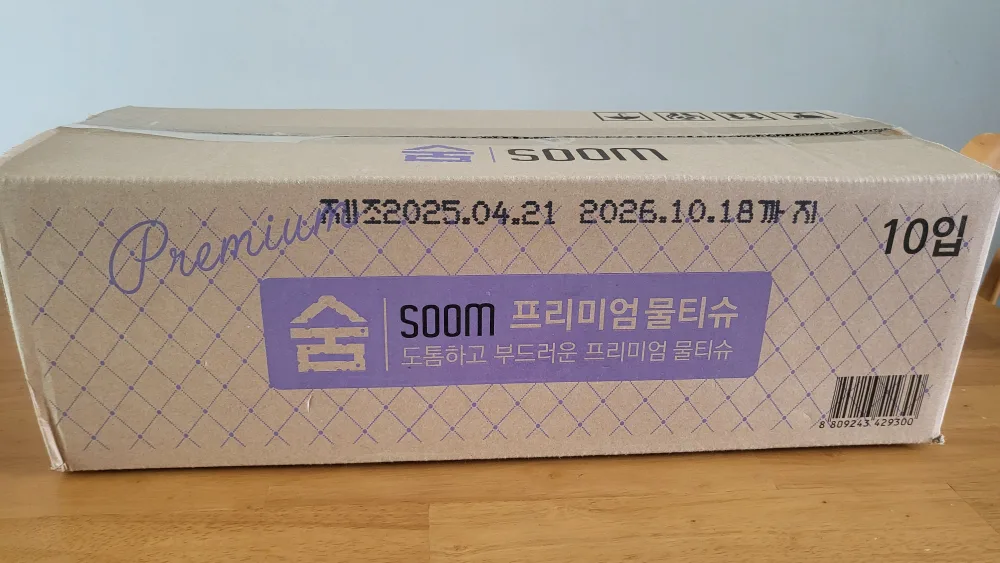 숨 | soom
Premium
제조2025.04.21 2026.10.18까지
10입
숨 | soom 프리미엄 물티슈
도톰하고 부드러운 프리미엄 물티슈
8 809243 429300